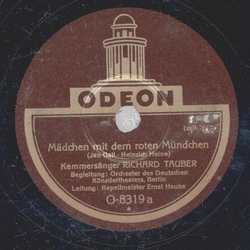 ODEON
Mädchen mit dem roten Mündchen
(Jan Gall - Heinrich Heine)
Kammersänger RICHARD TAUBER
Begleitung: Orchester des Deutschen
Künstlertheaters, Berlin
Leitung: Kapellmeister Ernst Hauke
O-8319a